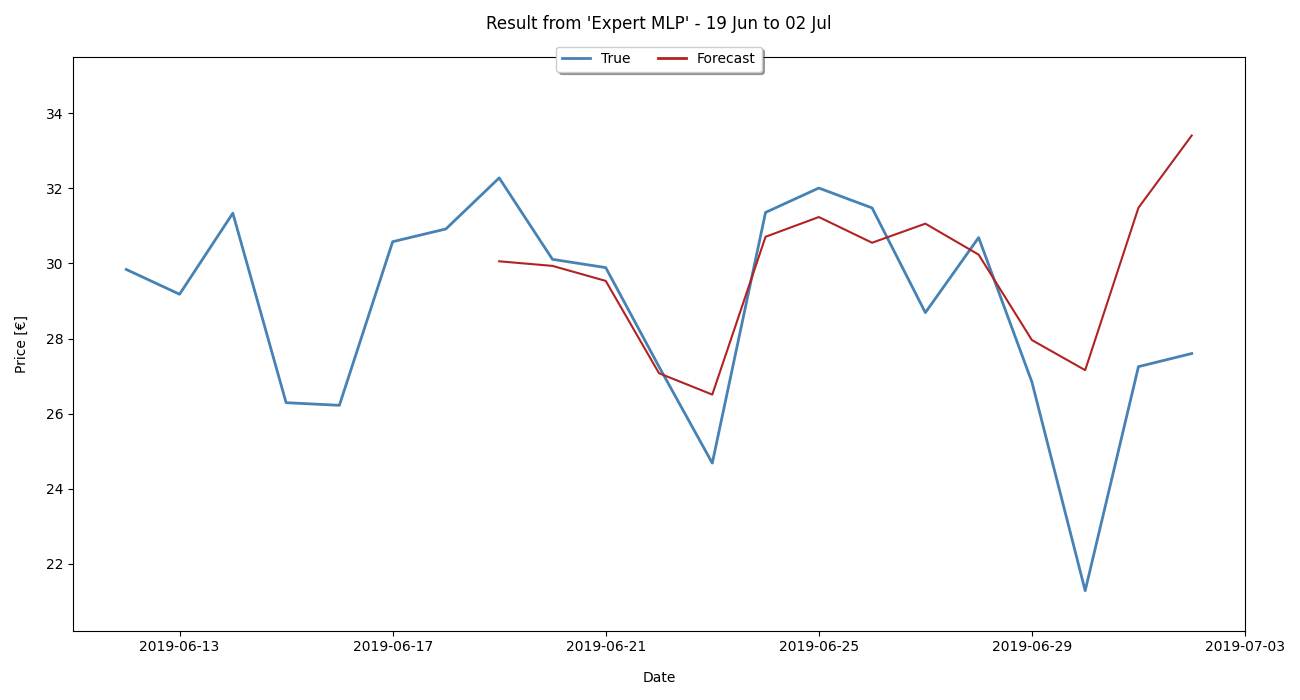 Result from 'Expert MLP' - 19 Jun to 02 Jul
True
Forecast
34
32
30
28
26
24
22
Price [€]
2019-06-13
2019-06-17
2019-06-21
2019-06-25
2019-06-29
2019-07-03
Date